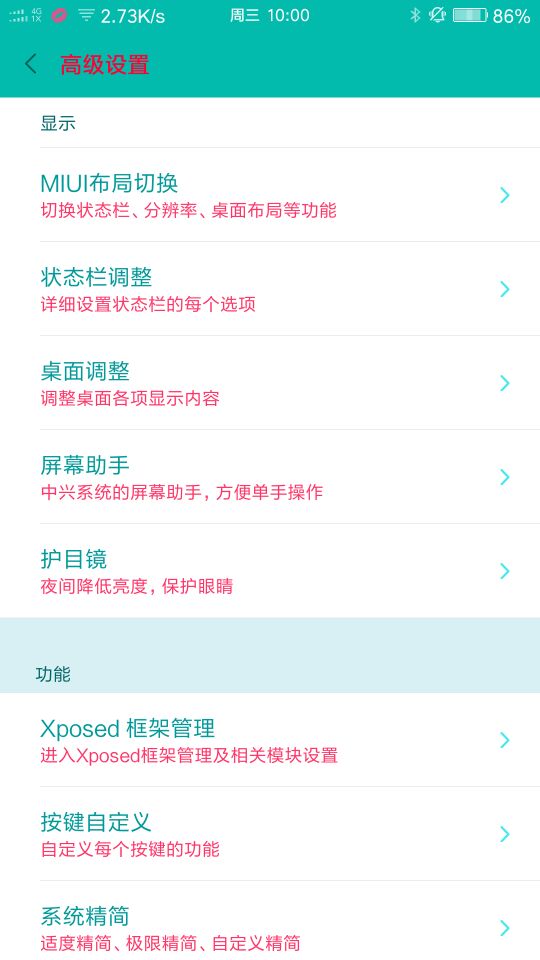 4G 1X 2.73K/s 周三 10:00 86%
高级设置
显示
MIUI布局切换
切换状态栏、分辨率、桌面布局等功能
状态栏调整
详细设置状态栏的每个选项
桌面调整
调整桌面各项显示内容
屏幕助手
中兴系统的屏幕助手，方便单手操作
护目镜
夜间降低亮度，保护眼睛
功能
Xposed 框架管理
进入Xposed框架管理及相关模块设置
按键自定义
自定义每个按键的功能
系统精简
适度精简、极限精简、自定义精简